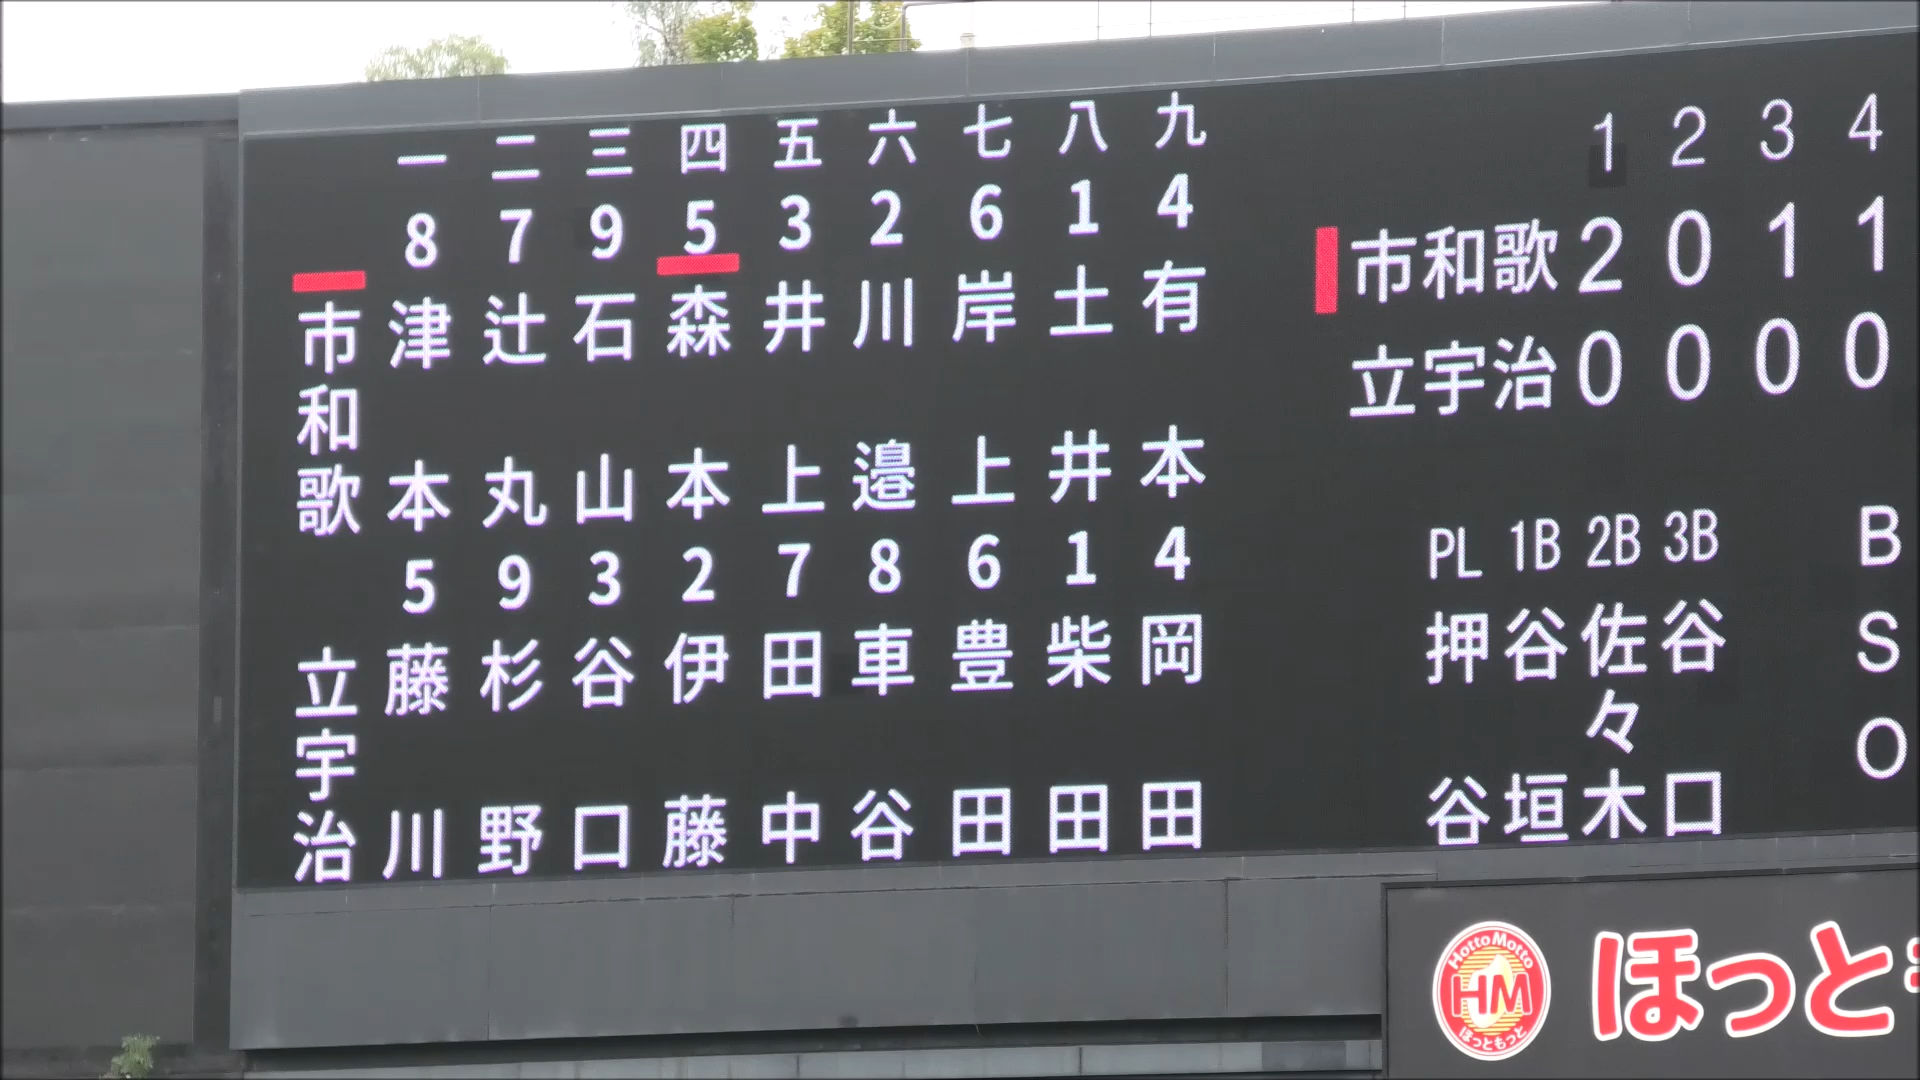 一 二 三 四 五 六 七 八 九
8 7 9 5 3 2 6 1 4
市和歌 津本 辻丸 石山 森本 井上 川邉 岸上 土井 有本
5 9 3 2 7 8 6 1 4
立宇治 藤川 杉野 谷口 伊藤 田中 車谷 豊田 柴田 岡田
1 2 3 4
市和歌 2 0 1 1
立宇治 0 0 0 0
PL 1B 2B 3B
押谷 谷垣 佐々木 谷口
B
S
O
Hotto Motto
HM
ほっともっと
ほっと